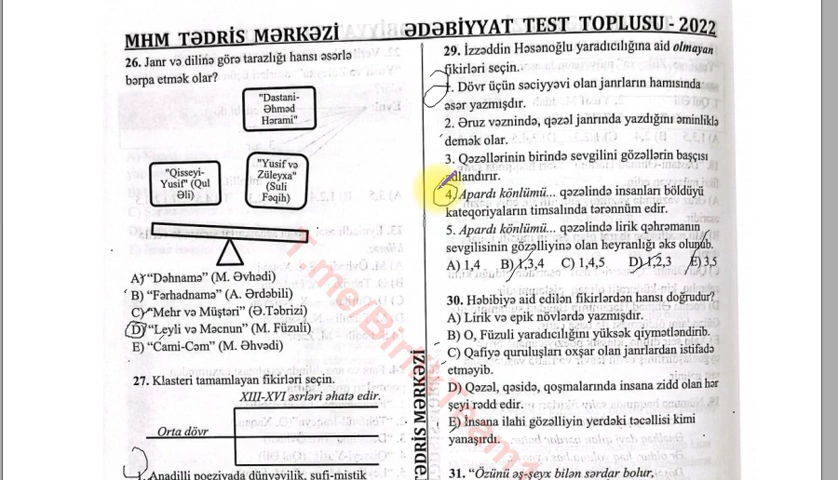 MHM TƏDRİS MƏRKƏZİ
ƏDƏBİYYAT TEST TOPLUSU - 2022
26. Janr və dilinə görə tarazlığı hansı əsərlə
bərpa etmək olar?
"Dastani-
Əhməd
Hərami"
"Qisseyi-
Yusif" (Qul
Əli)
"Yusif və
Züleyxa"
(Suli
Fəqih)
A) "Dəhnamə" (M. Əvhədi)
B) "Fərhadnamə" (A. Ərdəbili)
C) "Mehr və Müştəri" (Ə.Təbrizi)
D) "Leyli və Məcnun" (M. Füzuli)
E) "Cami-Cəm" (M. Əhvədi)
27. Klasteri tamamlayan fikirləri seçin.
XIII-XVI əsrləri əhatə edir.
Orta dövr
1. Anadilli poeziyada dünyəvilik, sufi-mistik
29. İzzəddin Həsənoğlu yaradıcılığına aid olmayan
fikirləri seçin.
1. Dövr üçün səciyyəvi olan janrların hamısında
əsər yazmışdır.
2. Əruz vəznində, qəzəl janrında yazdığını əminliklə
demək olar.
3. Qəzəllərinin birində sevgilini gözəllərin başçısı
adlandırır.
4. Apardı könlümü... qəzəlində insanları böldüyü
kateqoriyaların timsalında tərənnüm edir.
5. Apardı könlümü... qəzəlində lirik qəhrəmanın
sevgilisinin gözəlliyinə olan heyranlığı əks olunub.
A) 1,4 B) 1,3,4 C) 1,4,5 D) 1,2,3 E) 3,5
30. Həbibiyə aid edilən fikirlərdən hansı doğrudur?
A) Lirik və epik növlərdə yazmışdır.
B) O, Füzuli yaradıcılığını yüksək qiymətləndirib.
C) Qafiyə quruluşları oxşar olan janrlardan istifadə
etməyib.
D) Qəzəl, qəsidə, qoşmalarında insana zidd olan hər
şeyi rədd edir.
E) İnsana ilahi gözəlliyin yerdəki təcəllisi kimi
yanaşırdı.
31. "Özünü əş-şeyx bilən sərdar bolur,